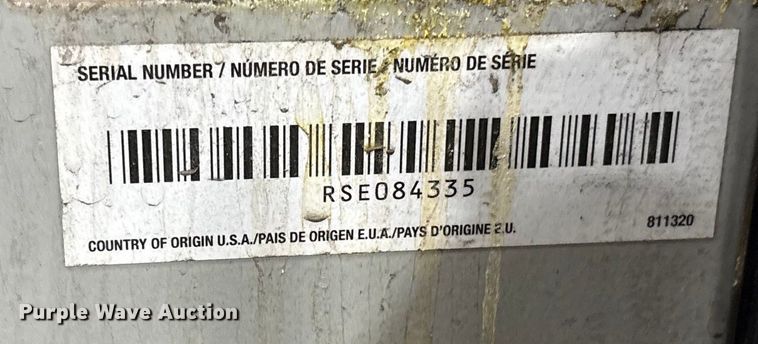 SERIAL NUMBER / NÚMERO DE SERIE / NUMÉRO DE SÉRIE
RSE084335
COUNTRY OF ORIGIN U.S.A./PAIS DE ORIGEN E.U.A./PAYS D'ORIGINE E.U.
811320
Purple Wave Auction